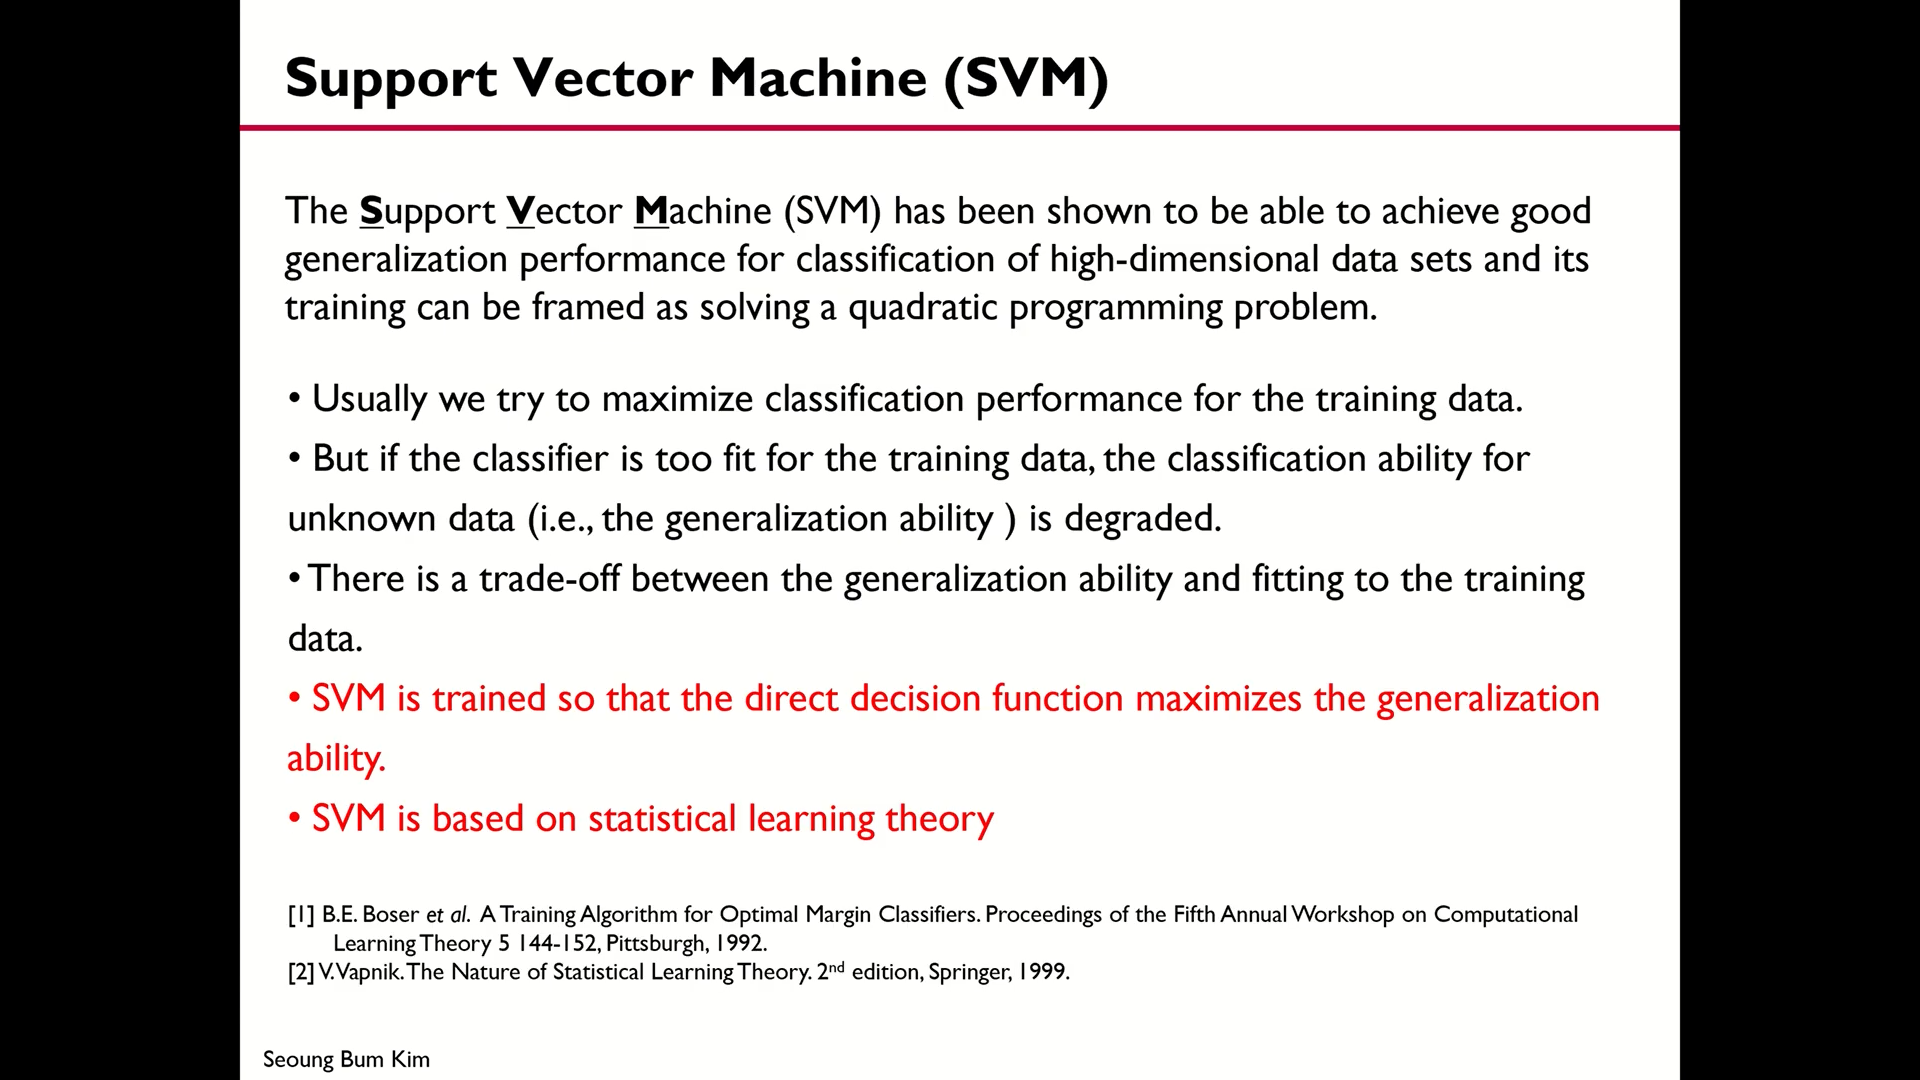 Support Vector Machine (SVM)
The Support Vector Machine (SVM) has been shown to be able to achieve good
generalization performance for classification of high-dimensional data sets and its
training can be framed as solving a quadratic programming problem.
• Usually we try to maximize classification performance for the training data.
• But if the classifier is too fit for the training data, the classification ability for
unknown data (i.e., the generalization ability ) is degraded.
• There is a trade-off between the generalization ability and fitting to the training
data.
• SVM is trained so that the direct decision function maximizes the generalization
ability.
• SVM is based on statistical learning theory
[1] B.E. Boser et al. A Training Algorithm for Optimal Margin Classifiers. Proceedings of the Fifth Annual Workshop on Computational
Learning Theory 5 144-152, Pittsburgh, 1992.
[2] V. Vapnik. The Nature of Statistical Learning Theory. 2nd edition, Springer, 1999.
Seoung Bum Kim